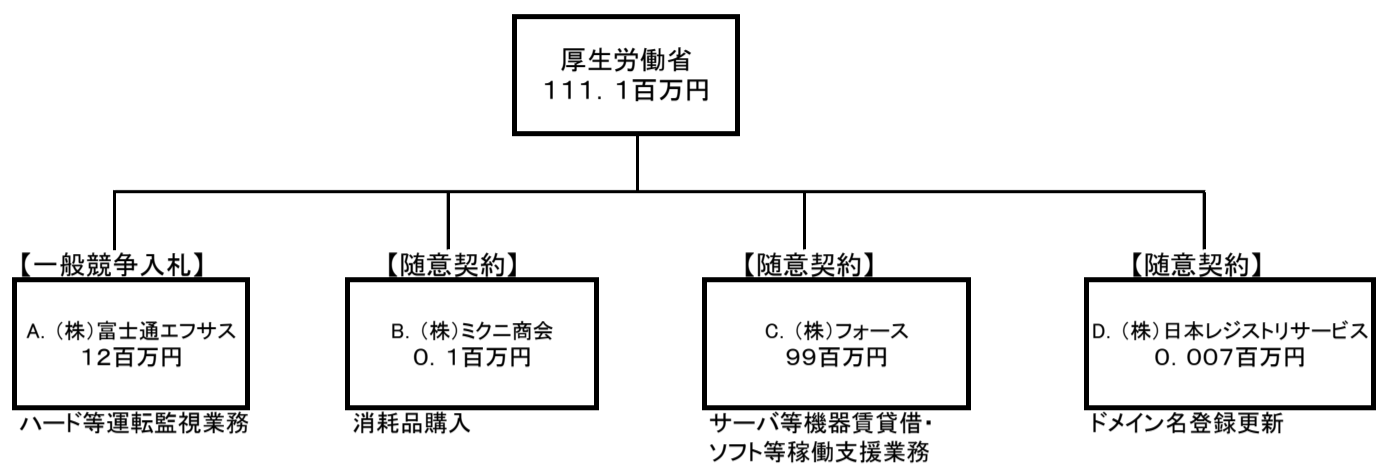 厚生労働省
111．1百万円
【一般競争入札】
A．（株）富士通エフサス
12百万円
ハード等運転監視業務
【随意契約】
B．（株）ミクニ商会
0．1百万円
消耗品購入
【随意契約】
C．（株）フォース
99百万円
サーバ等機器賃貸借・
ソフト等稼働支援業務
【随意契約】
D．（株）日本レジストリサービス
0．007百万円
ドメイン名登録更新